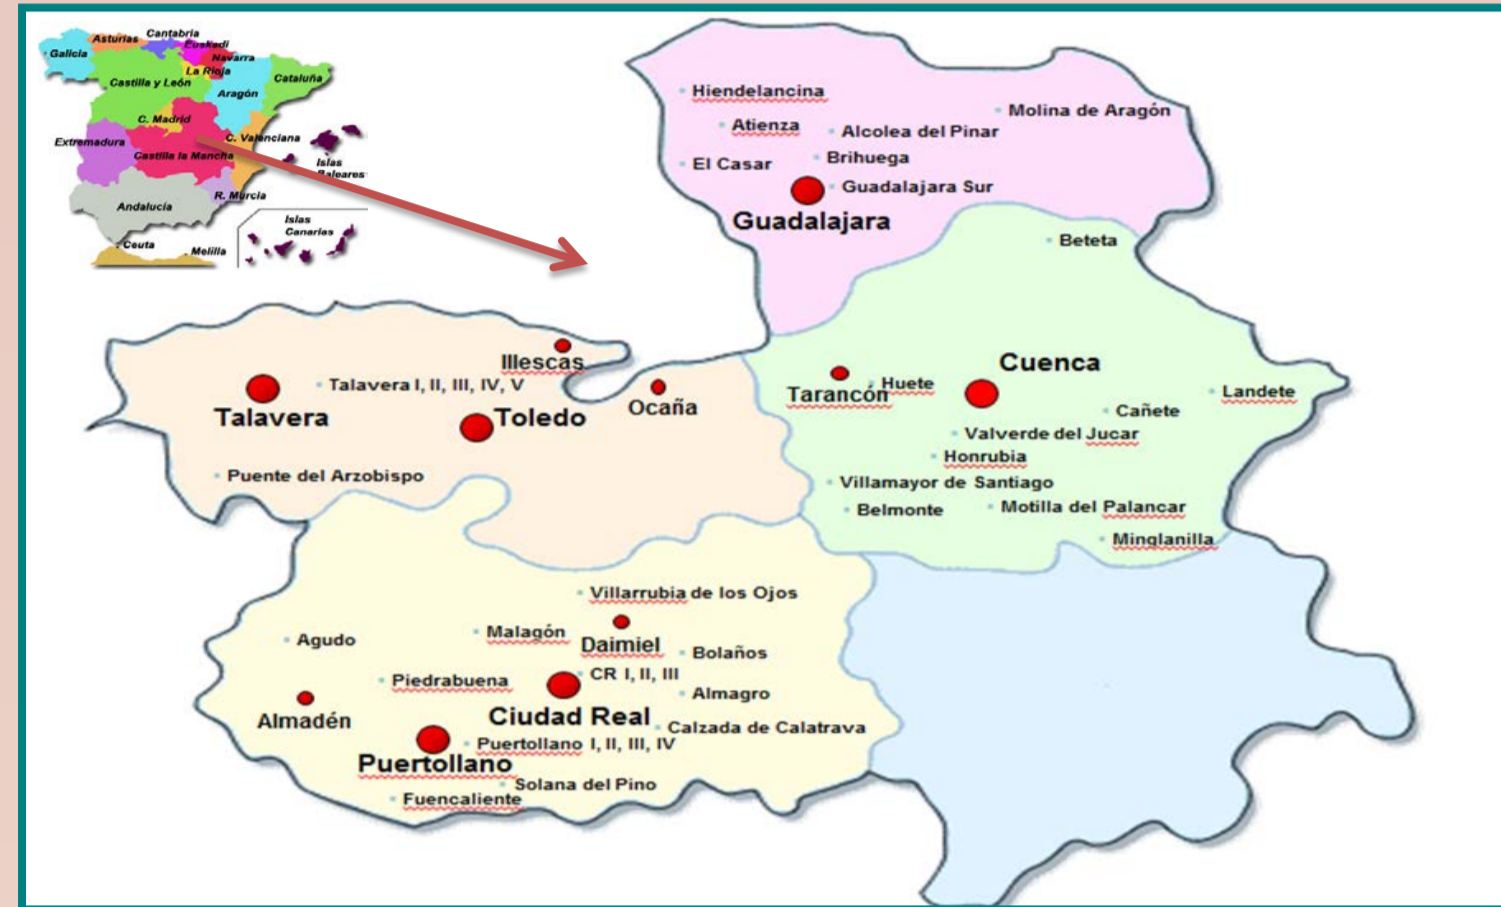 Cantabria
Asturias
Euskadi
Galicia
Navarra
La Rioja
Castilla y León
Cataluña
Aragón
C. Madrid
C. Valenciana
Extremadura
Castilla la Mancha
Islas
Baleares
R. Murcia
Andalucía
Islas
Canarias
Ceuta
Melilla
Hiendelancina
Molina de Aragón
Atienza
Alcolea del Pinar
El Casar
Brihuega
Guadalajara Sur
Guadalajara
Beteta
Illescas
Talavera I, II, III, IV, V
Talavera
Toledo
Ocaña
Puente del Arzobispo
Cuenca
Tarancón
Huete
Landete
Cañete
Valverde del Jucar
Honrubia
Villamayor de Santiago
Belmonte
Motilla del Palancar
Minglanilla
Villarrubia de los Ojos
Agudo
Malagón
Daimiel
Bolaños
Piedrabuena
CR I, II, III
Almagro
Almadén
Ciudad Real
Calzada de Calatrava
Puertollano I, II, III, IV
Puertollano
Solana del Pino
Fuencaliente